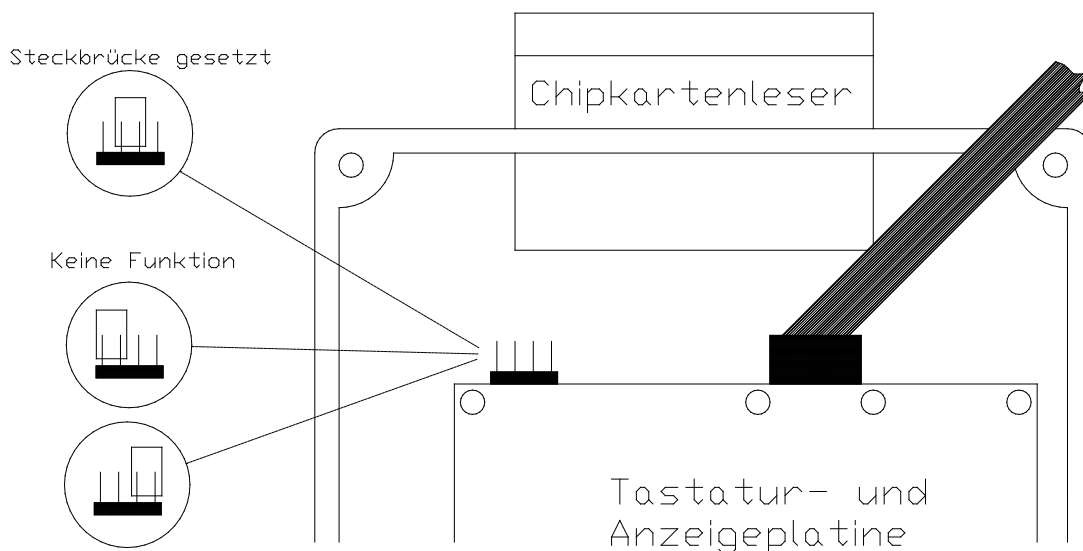 Steckbrücke gesetzt
Chipkartenleser
Keine Funktion
Tastatur- und
Anzeigeplatine